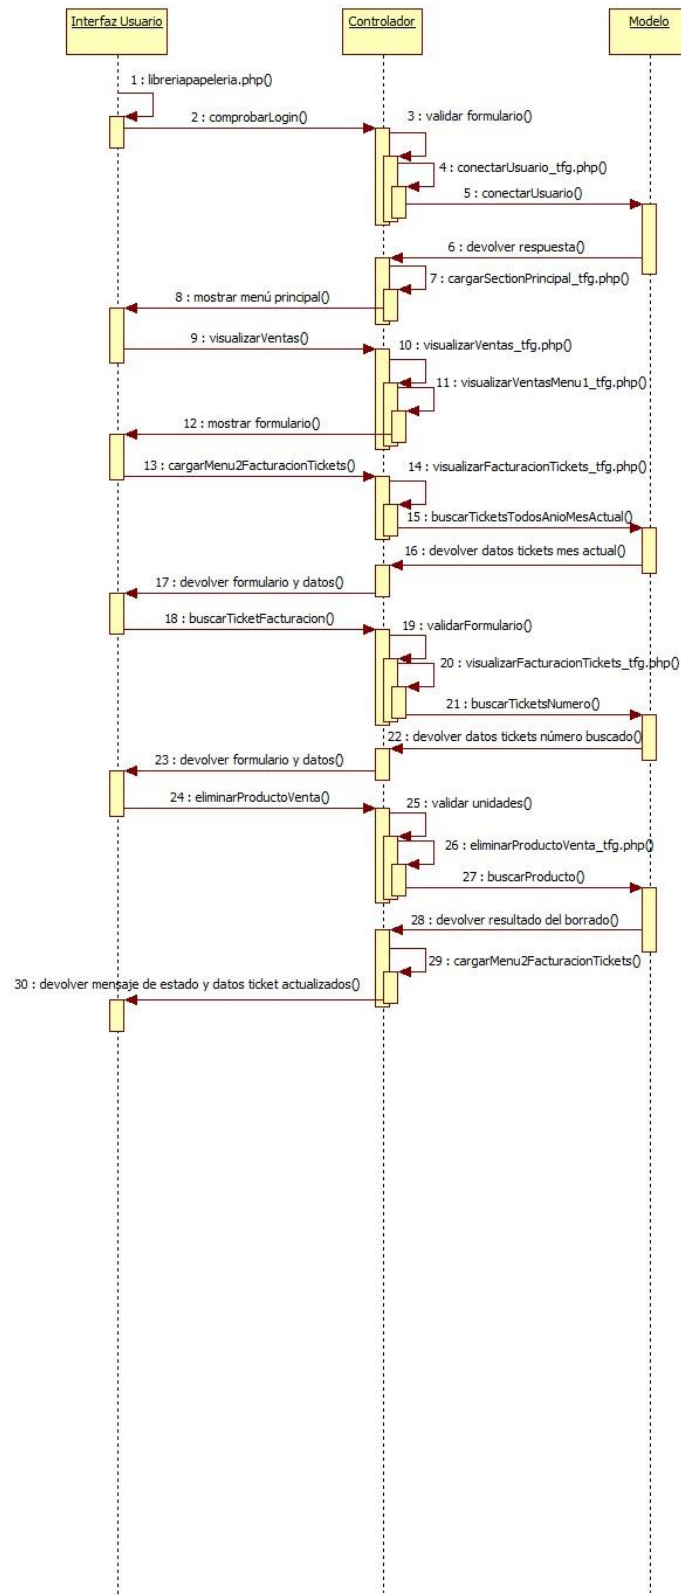 Interfaz Usuario
Controlador
Modelo
1 : libreriapapeleria.php()
2 : comprobarLogin()
3 : validar formulario()
4 : conectarUsuario_tfg.php()
5 : conectarUsuario()
6 : devolver respuesta()
7 : cargarSectionPrincipal_tfg.php()
8 : mostrar menú principal()
9 : visualizarVentas()
10 : visualizarVentas_tfg.php()
11 : visualizarVentasMenu1_tfg.php()
12 : mostrar formulario()
13 : cargarMenu2FacturacionTickets()
14 : visualizarFacturacionTickets_tfg.php()
15 : buscarTicketsTodosAnioMesActual()
16 : devolver datos tickets mes actual()
17 : devolver formulario y datos()
18 : buscarTicketFacturacion()
19 : validarFormulario()
20 : visualizarFacturacionTickets_tfg.php()
21 : buscarTicketsNumero()
22 : devolver datos tickets número buscado()
23 : devolver formulario y datos()
24 : eliminarProductoVenta()
25 : validar unidades()
26 : eliminarProductoVenta_tfg.php()
27 : buscarProducto()
28 : devolver resultado del borrado()
29 : cargarMenu2FacturacionTickets()
30 : devolver mensaje de estado y datos ticket actualizados()